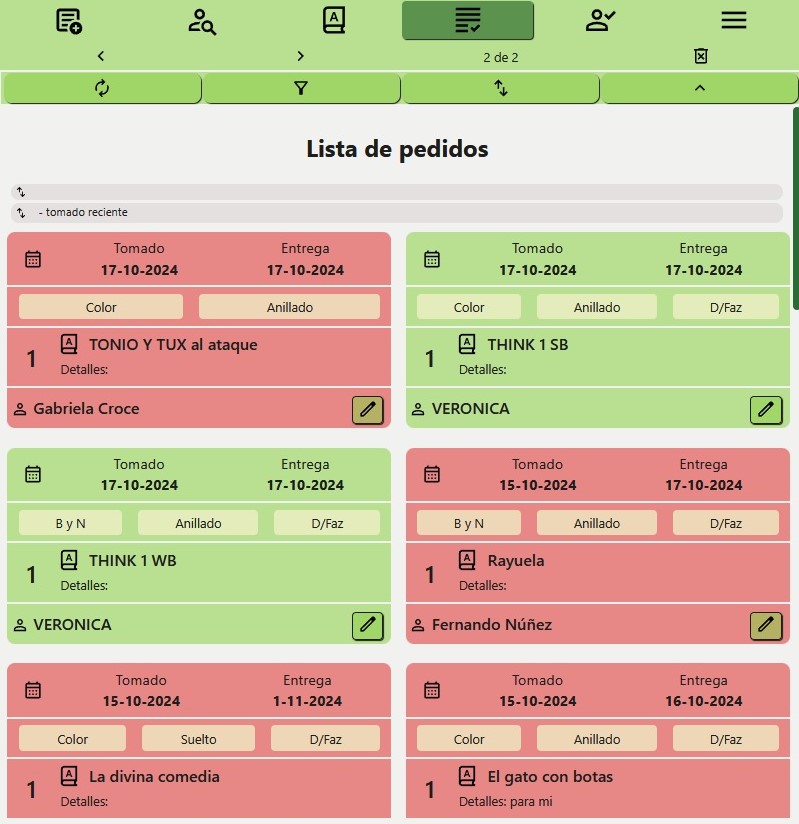 2 de 2
Lista de pedidos
- tomado reciente
Tomado Entrega
17-10-2024 17-10-2024
Color Anillado
1 TONIO Y TUX al ataque
Detalles:
Gabriela Croce
Tomado Entrega
17-10-2024 17-10-2024
Color Anillado D/Faz
1 THINK 1 SB
Detalles:
VERONICA
Tomado Entrega
17-10-2024 17-10-2024
B y N Anillado D/Faz
1 THINK 1 WB
Detalles:
VERONICA
Tomado Entrega
15-10-2024 17-10-2024
B y N Anillado D/Faz
1 Rayuela
Detalles:
Fernando Núñez
Tomado Entrega
15-10-2024 1-11-2024
Color Suelto D/Faz
1 La divina comedia
Detalles:
Tomado Entrega
15-10-2024 16-10-2024
Color Anillado D/Faz
1 El gato con botas
Detalles: para mi